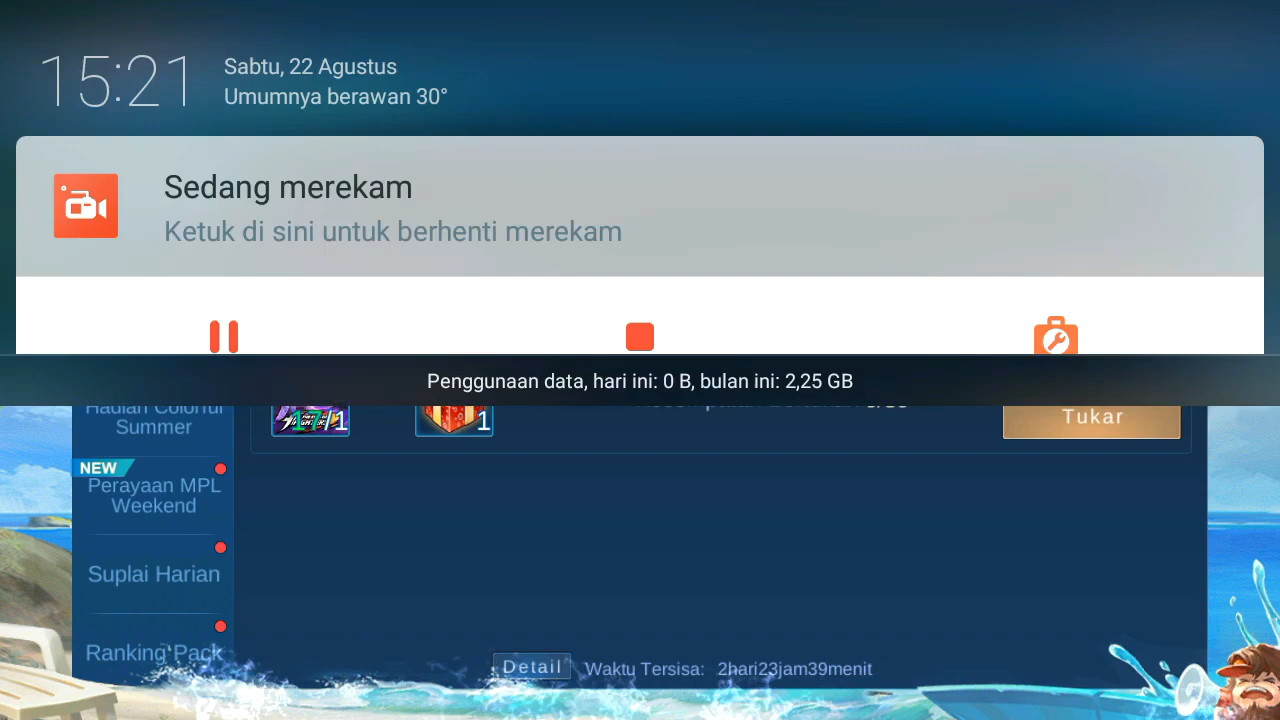 15:21
Sabtu, 22 Agustus
Umumnya berawan 30°
Sedang merekam
Ketuk di sini untuk berhenti merekam
Penggunaan data, hari ini: 0 B, bulan ini: 2,25 GB
Hadiah Colorful
Summer
1
Tukar
NEW
Perayaan MPL
Weekend
Suplai Harian
Ranking Pack
Detail
Waktu Tersisa: 2hari23jam39menit